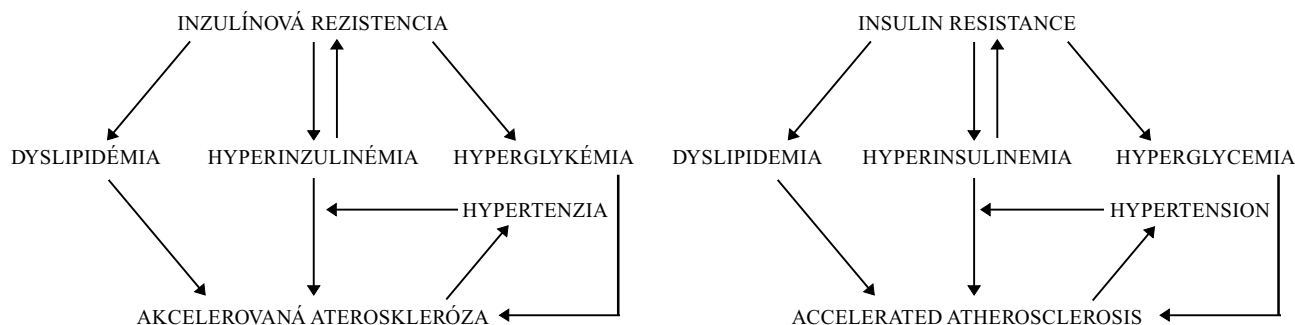 INZULÍNOVÁ REZISTENCIA
DYSLIPIDÉMIA HYPERINZULINÉMIA HYPERGLYKÉMIA
HYPERTENZIA
AKCELEROVANÁ ATEROSKLERÓZA
INSULIN RESISTANCE
DYSLIPIDEMIA HYPERINSULINEMIA HYPERGLYCEMIA
HYPERTENSION
ACCELERATED ATHEROSCLEROSIS